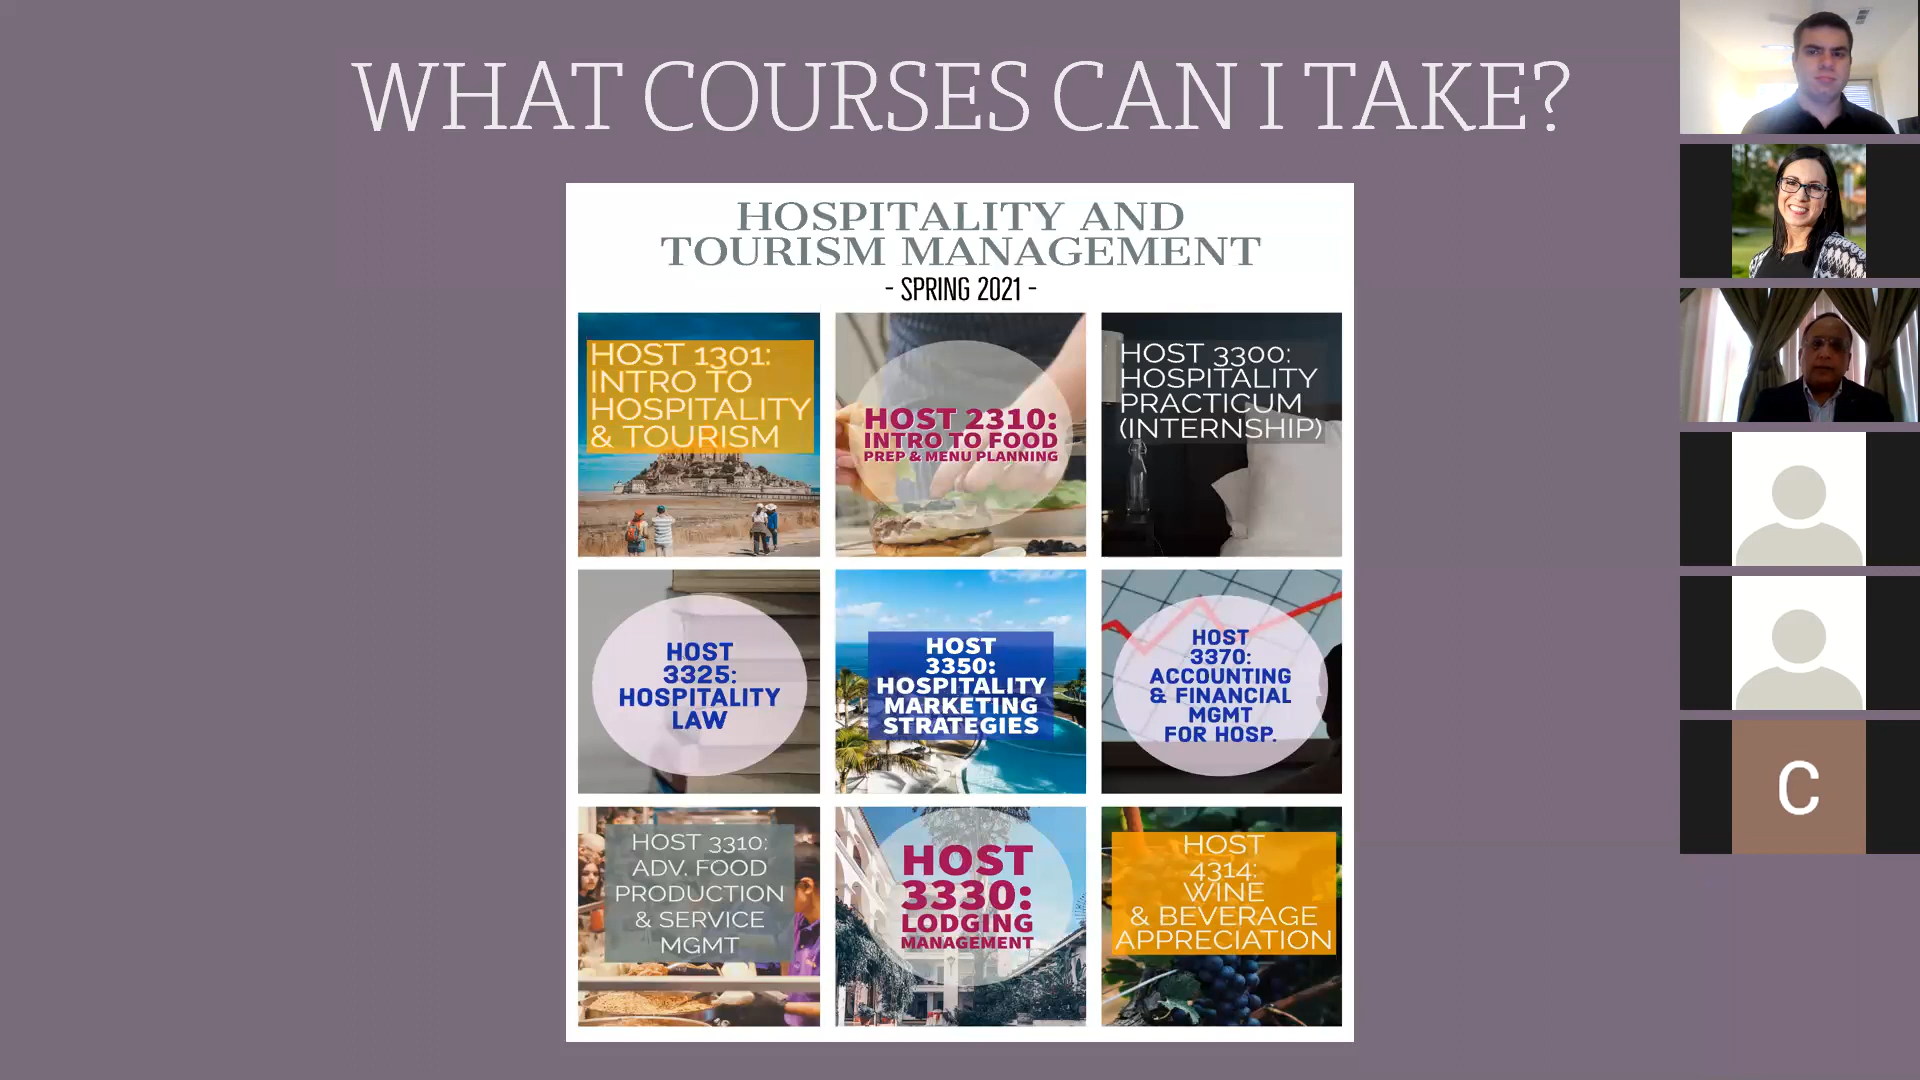 WHAT COURSES CAN I TAKE?
HOSPITALITY AND
TOURISM MANAGEMENT
- SPRING 2021 -
HOST 1301:
INTRO TO
HOSPITALITY
& TOURISM
HOST 2310:
INTRO TO FOOD
PREP & MENU PLANNING
HOST 3300:
HOSPITALITY
PRACTICUM
(INTERNSHIP)
HOST
3325:
HOSPITALITY
LAW
HOST
3350:
HOSPITALITY
MARKETING
STRATEGIES
HOST
3370:
ACCOUNTING
& FINANCIAL
MGMT
FOR HOSP.
HOST 3310:
ADV. FOOD
PRODUCTION
& SERVICE
MGMT
HOST
3330:
LODGING
MANAGEMENT
HOST
4314:
WINE
& BEVERAGE
APPRECIATION
C